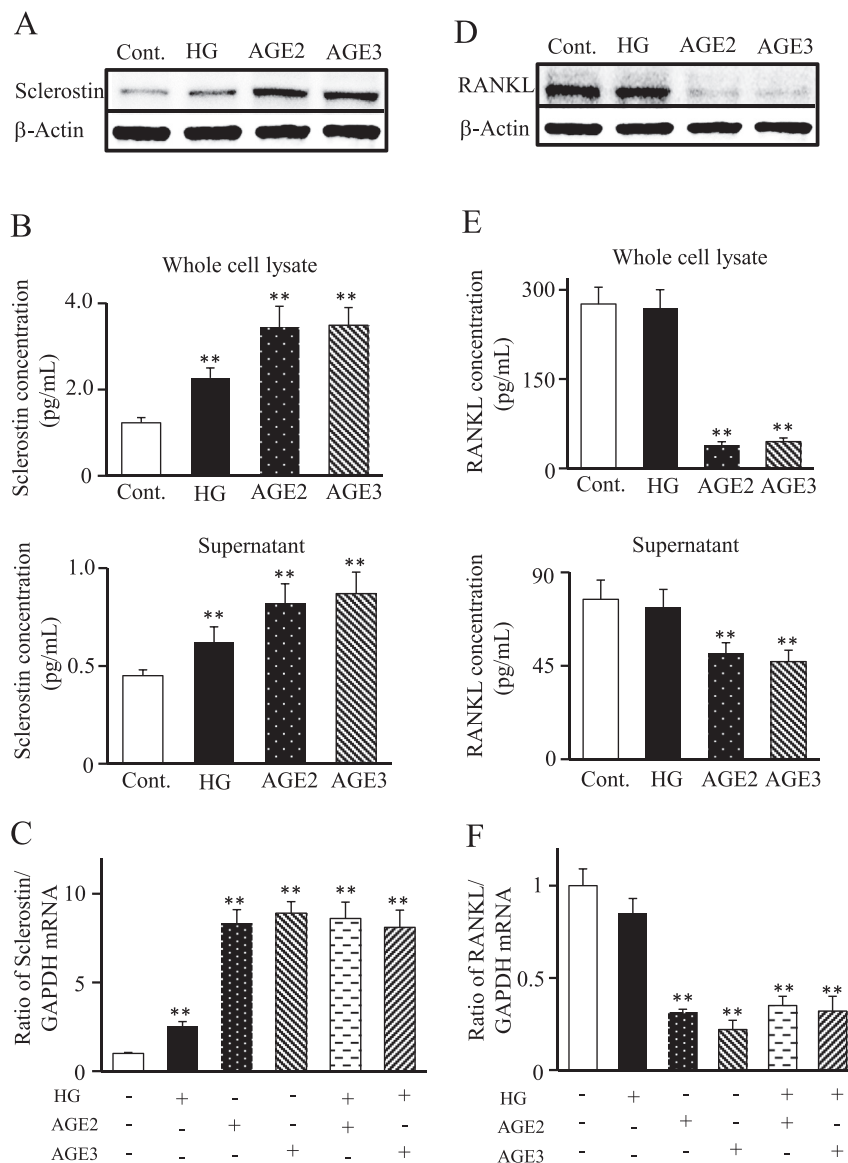 A
Cont. HG AGE2 AGE3
Sclerostin
β-Actin
B
Whole cell lysate
Sclerostin concentration
(pg/mL)
4.0
2.0
0
** ** **
Cont. HG AGE2 AGE3
Supernatant
Sclerostin concentration
(pg/mL)
1.0
0.5
0
** ** **
Cont. HG AGE2 AGE3
C
Ratio of Sclerostin/
GAPDH mRNA
10
5
0
** ** ** ** **
HG - + - - + +
AGE2 - - + - + -
AGE3 - - - + - +
D
Cont. HG AGE2 AGE3
RANKL
β-Actin
E
Whole cell lysate
RANKL concentration
(pg/mL)
300
150
0
** **
Cont. HG AGE2 AGE3
Supernatant
RANKL concentration
(pg/mL)
90
45
0
** **
Cont. HG AGE2 AGE3
F
Ratio of RANKL/
GAPDH mRNA
1
0.5
0
** ** ** **
HG - + - - + +
AGE2 - - + - + -
AGE3 - - - + - +